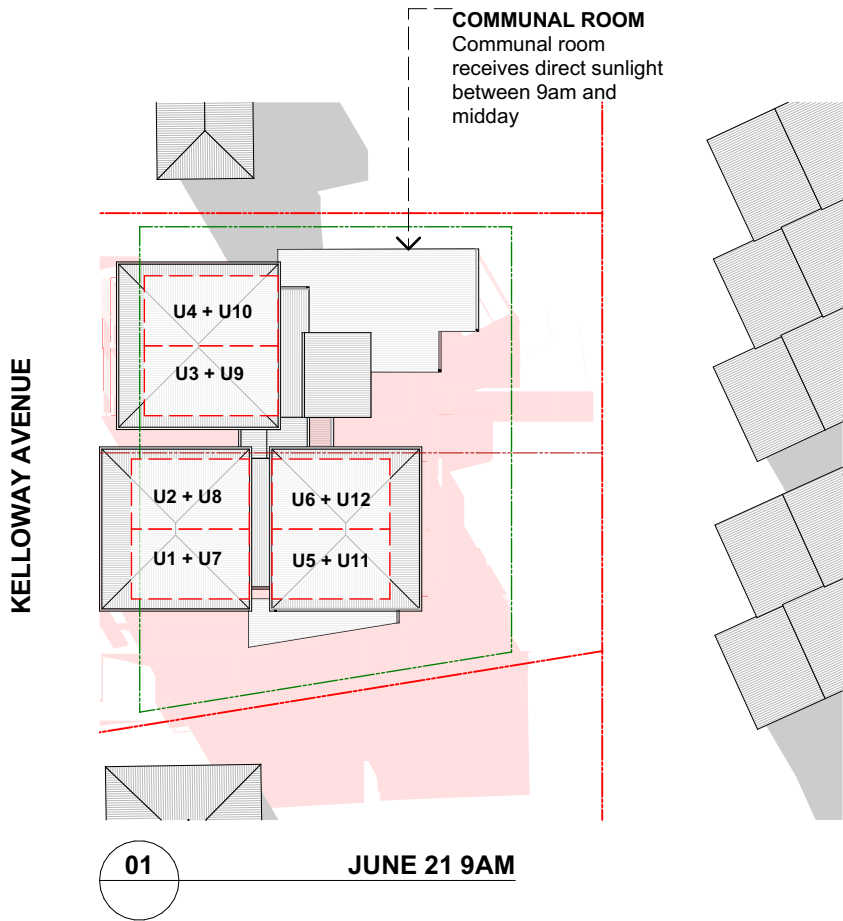 COMMUNAL ROOM
Communal room
receives direct sunlight
between 9am and
midday
KELLOWAY AVENUE
U4 + U10
U3 + U9
U2 + U8
U6 + U12
U1 + U7
U5 + U11
01
JUNE 21 9AM